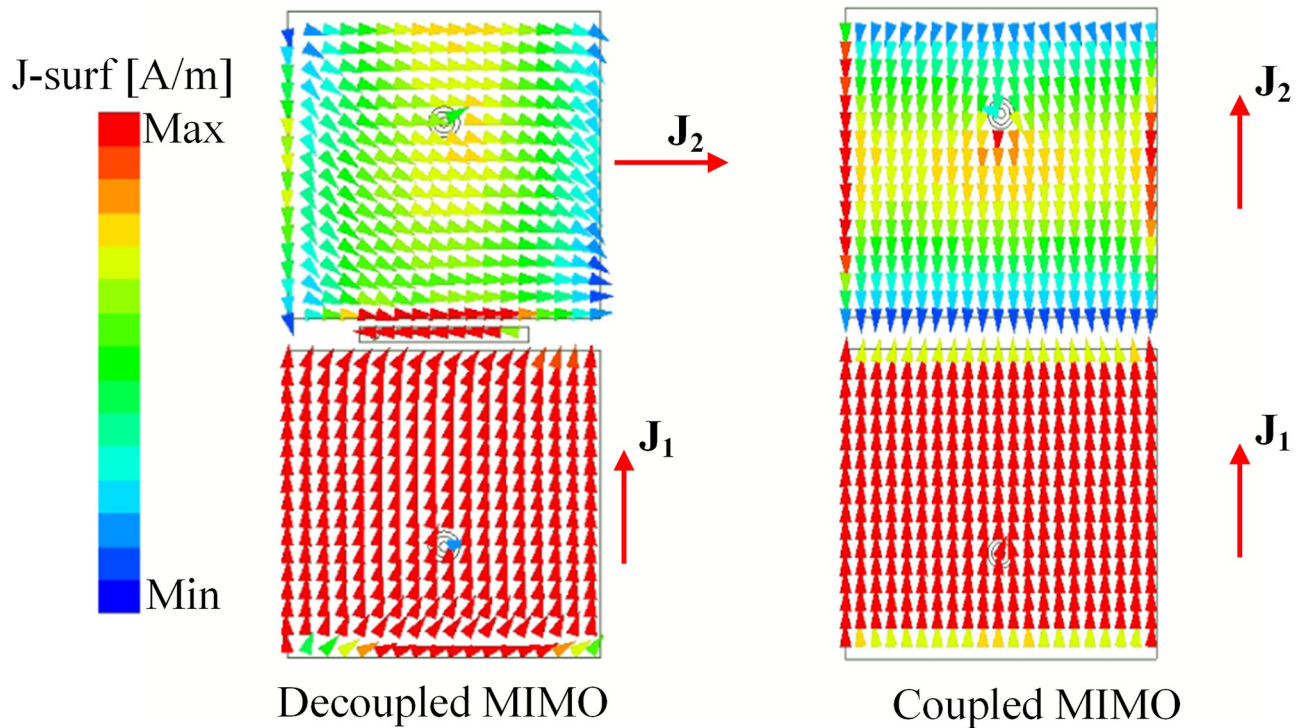 J-surf [A/m]
Max
Min
J₂
J₁
Decoupled MIMO
J₂
J₁
Coupled MIMO